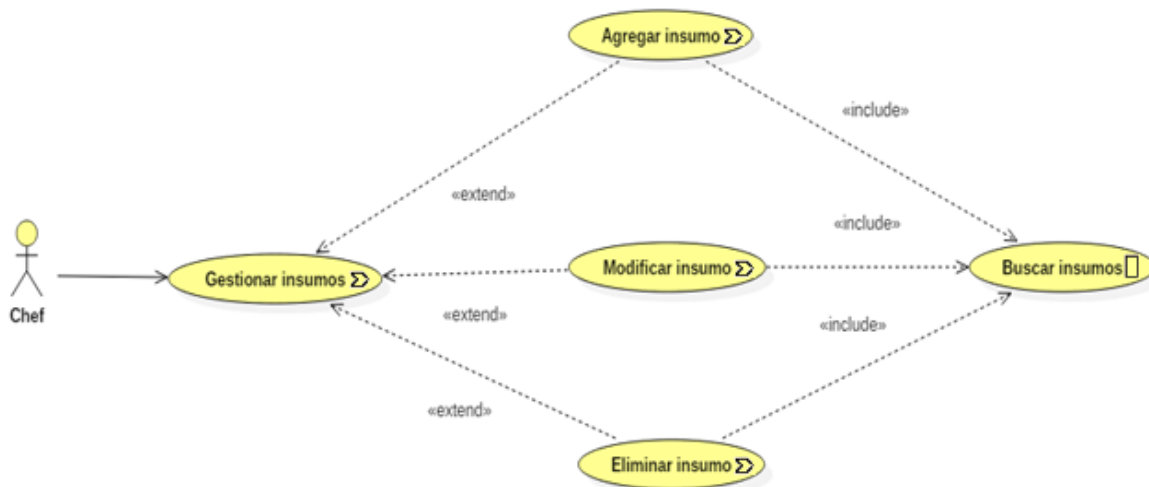 Agregar insumo
«include»
«extend»
«include»
Chef
Gestionar insumos
Modificar insumo
Buscar insumos
«extend»
«include»
«extend»
Eliminar insumo